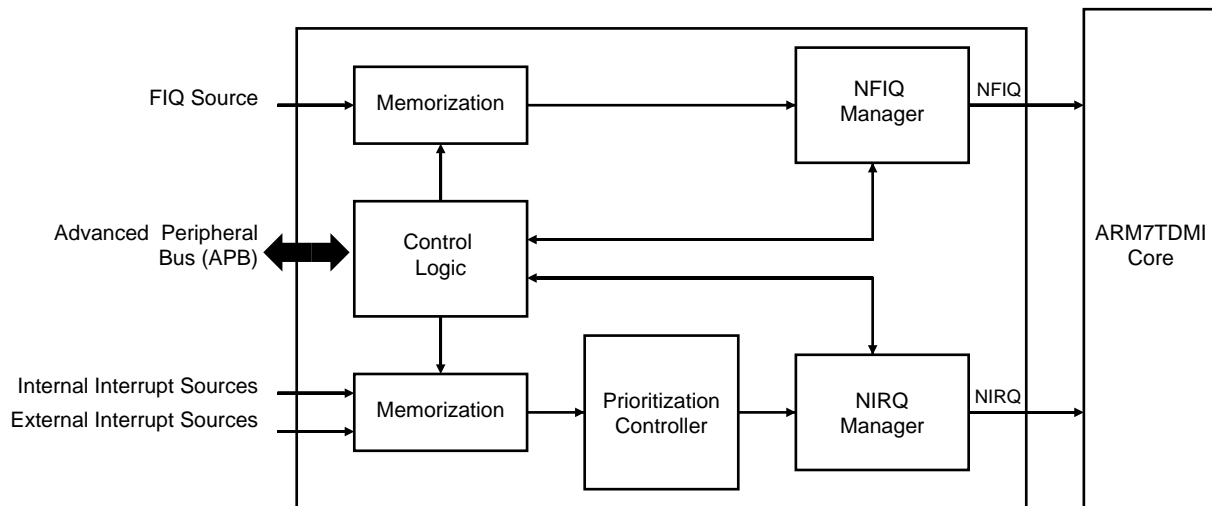 FIQ Source
Memorization
NFIQ
Manager
NFIQ
Advanced Peripheral
Bus (APB)
Control
Logic
ARM7TDMI
Core
Internal Interrupt Sources
External Interrupt Sources
Memorization
Prioritization
Controller
NIRQ
Manager
NIRQ